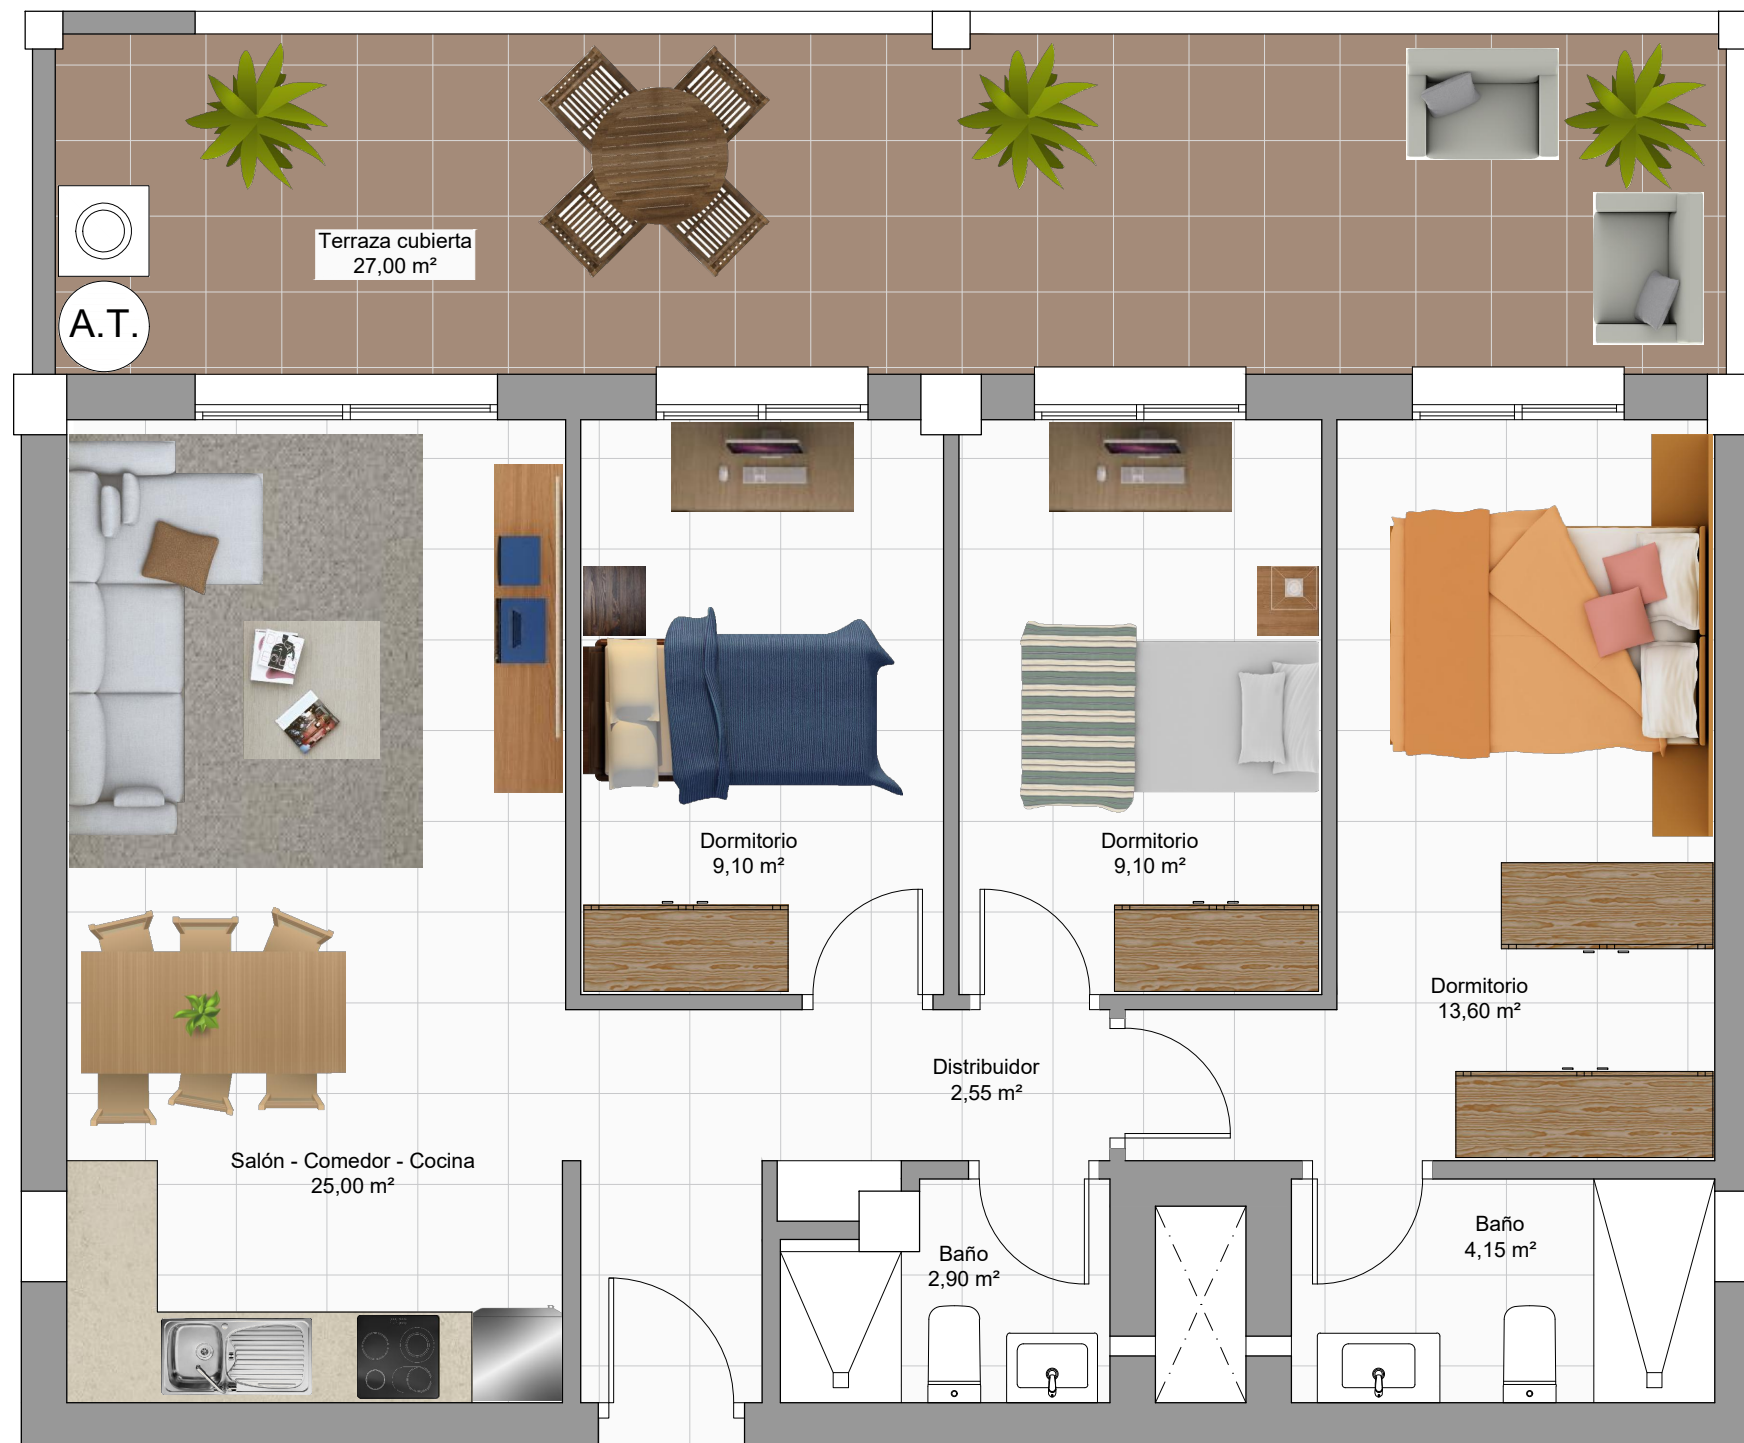 Terraza cubierta
27,00 m²
A.T.
Dormitorio
9,10 m²
Dormitorio
9,10 m²
Dormitorio
13,60 m²
Distribuidor
2,55 m²
Salón - Comedor - Cocina
25,00 m²
Baño
2,90 m²
Baño
4,15 m²